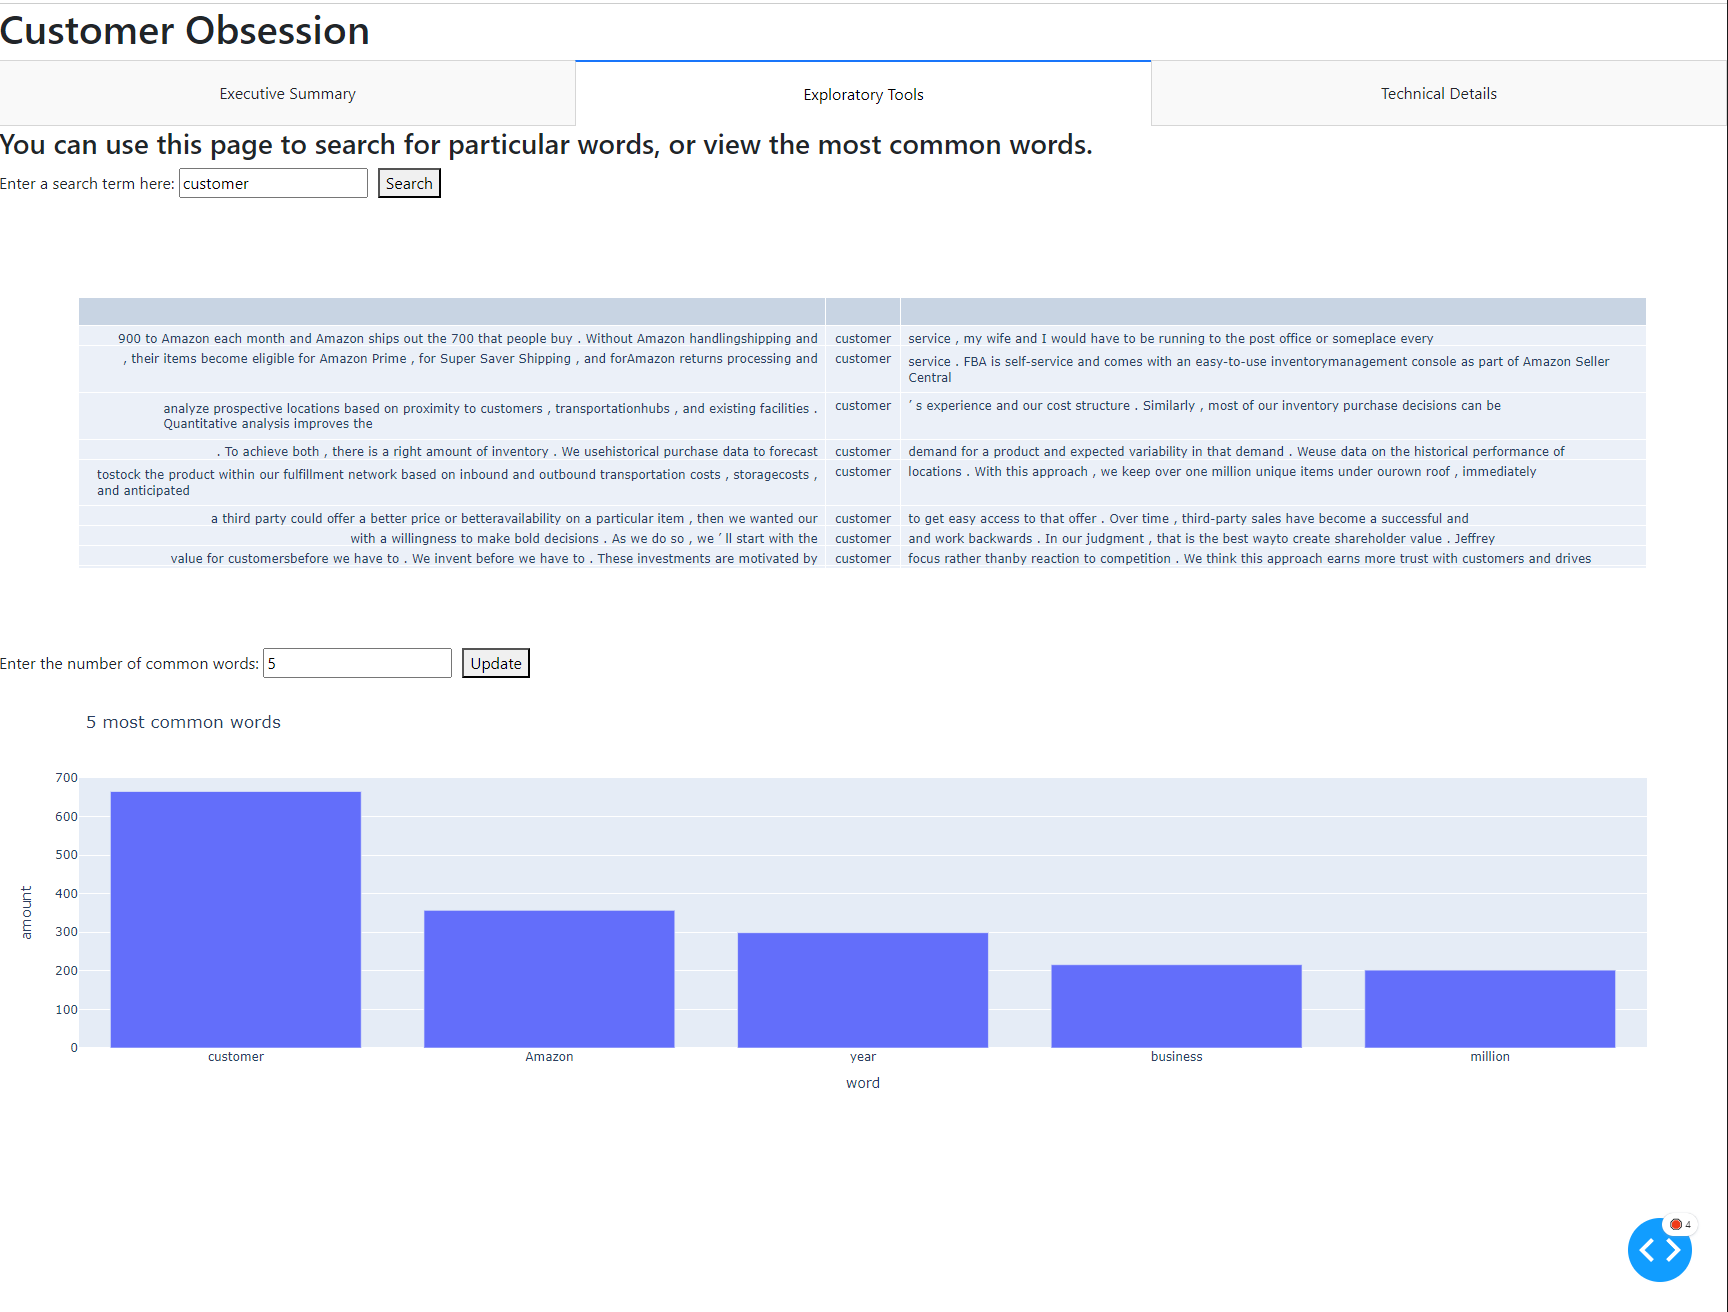 Customer Obsession
Executive Summary
Exploratory Tools
Technical Details
You can use this page to search for particular words, or view the most common words.
Enter a search term here: customer Search
900 to Amazon each month and Amazon ships out the 700 that people buy . Without Amazon handlingshipping and customer service , my wife and I would have to be running to the post office or someplace every
, their items become eligible for Amazon Prime , for Super Saver Shipping , and forAmazon returns processing and customer service . FBA is self-service and comes with an easy-to-use inventorymanagement console as part of Amazon Seller
Central
analyze prospective locations based on proximity to customers , transportationhubs , and existing facilities .
Quantitative analysis improves the
customer ’ s experience and our cost structure . Similarly , most of our inventory purchase decisions can be
. To achieve both , there is a right amount of inventory . We usehistorical purchase data to forecast customer demand for a product and expected variability in that demand . Weuse data on the historical performance of
tostock the product within our fulfillment network based on inbound and outbound transportation costs , storagecosts ,
and anticipated
customer locations . With this approach , we keep over one million unique items under ourown roof , immediately
a third party could offer a better price or betteravailability on a particular item , then we wanted our customer to get easy access to that offer . Over time , third-party sales have become a successful and
with a willingness to make bold decisions . As we do so , we ’ ll start with the customer and work backwards . In our judgment , that is the best wayto create shareholder value . Jeffrey
value for customersbefore we have to . We invent before we have to . These investments are motivated by customer focus rather thanby reaction to competition . We think this approach earns more trust with customers and drives
Enter the number of common words: 5 Update
5 most common words
700
600
500
400
300
200
100
0
amount
customer
Amazon
year
business
million
word
4